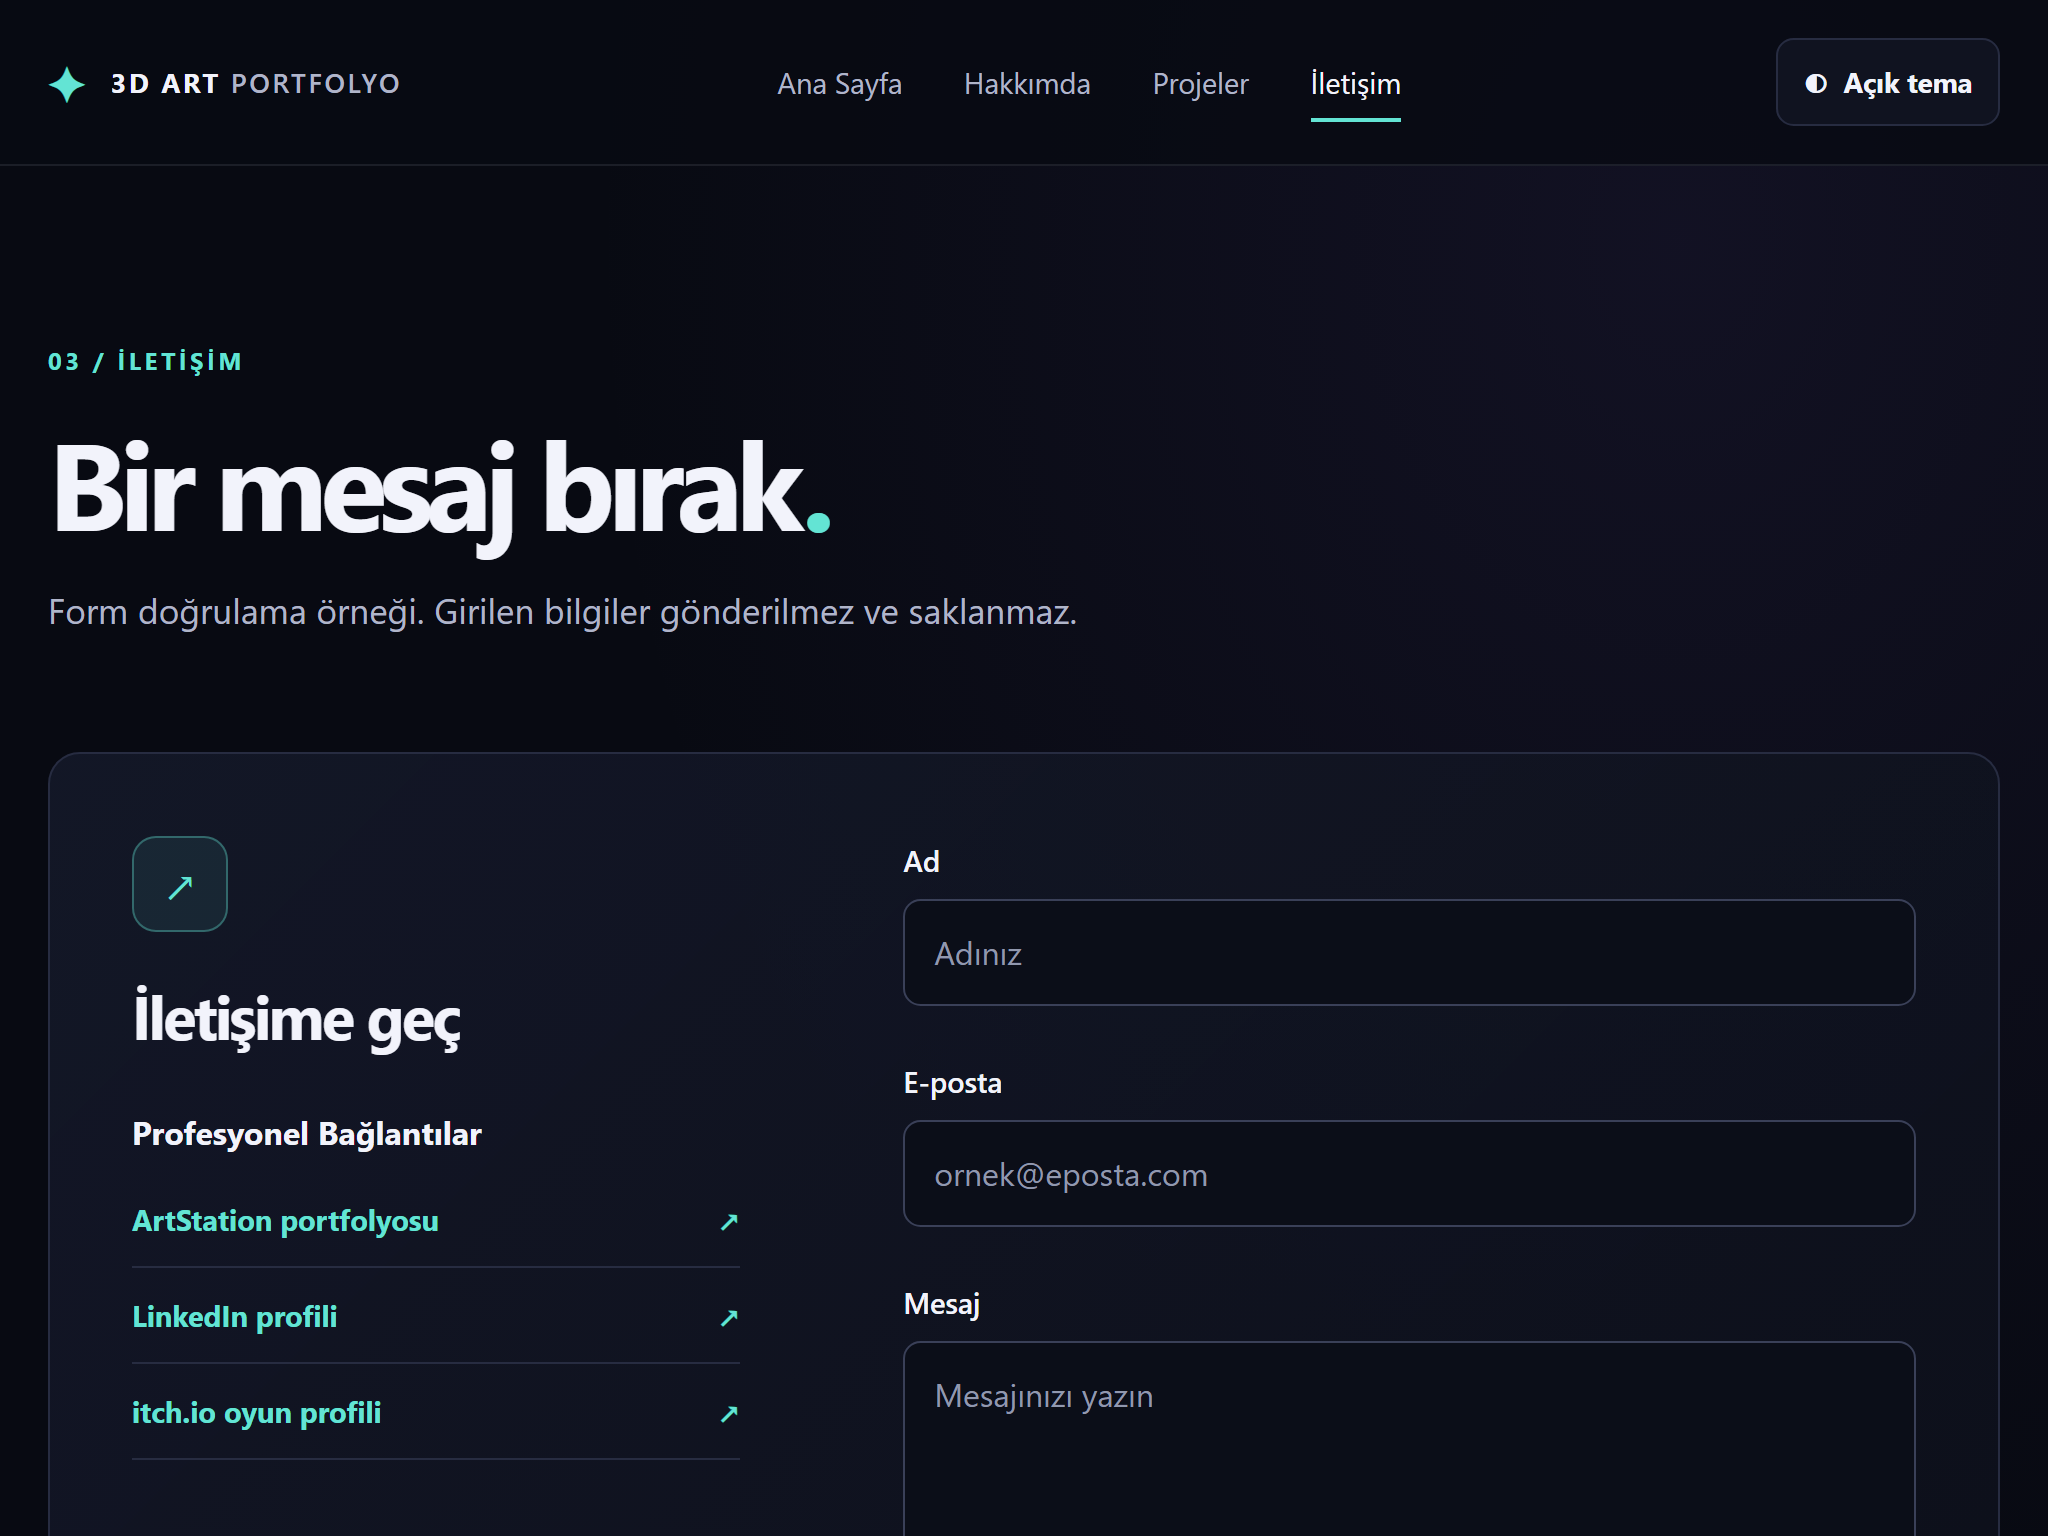 3D ART PORTFOLYO
Ana Sayfa
Hakkımda
Projeler
İletişim
Açık tema
03 / İLETİŞİM
Bir mesaj bırak.
Form doğrulama örneği. Girilen bilgiler gönderilmez ve saklanmaz.
İletişime geç
Profesyonel Bağlantılar
ArtStation portfolyosu
LinkedIn profili
itch.io oyun profili
Ad
Adınız
E-posta
ornek@eposta.com
Mesaj
Mesajınızı yazın